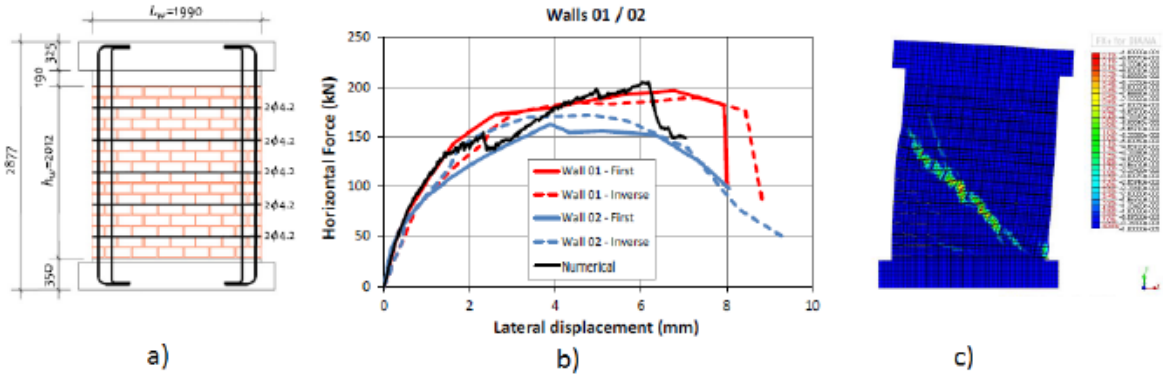 lw=1990
325
190
2877
hw=2012
350
2ϕ4.2
2ϕ4.2
2ϕ4.2
2ϕ4.2
2ϕ4.2
a)
Walls 01 / 02
Horizontal Force (kN)
250
200
150
100
50
0
0 2 4 6 8 10
Lateral displacement (mm)
Wall 01 - First
Wall 01 - Inverse
Wall 02 - First
Wall 02 - Inverse
Numerical
b)
c)